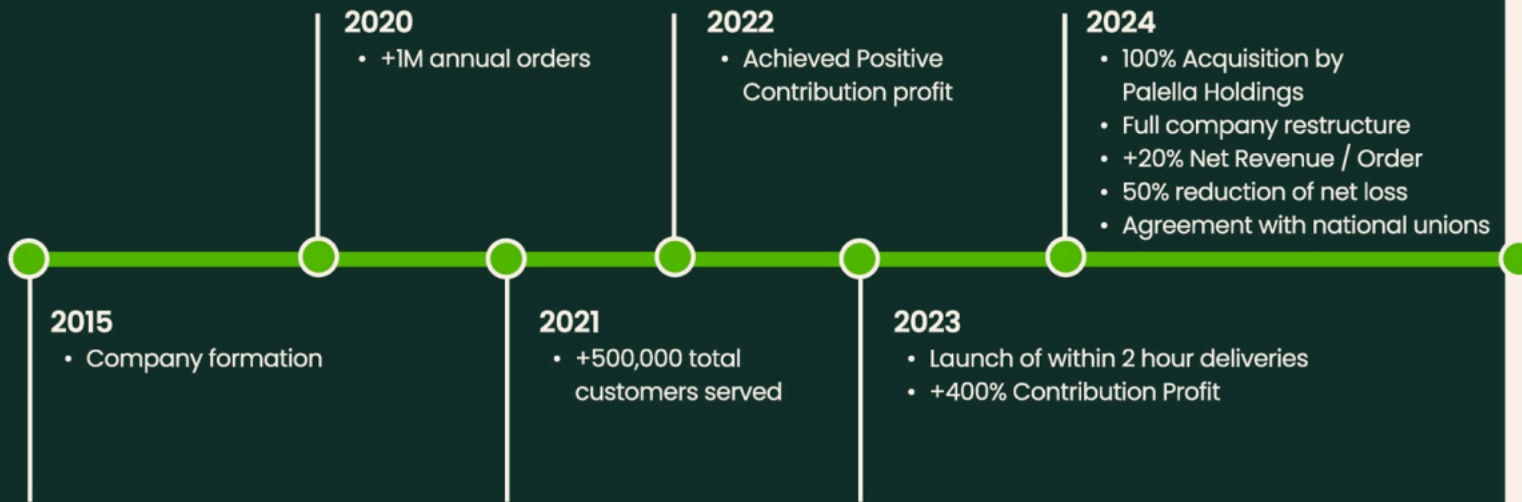 2020
• +1M annual orders
2022
• Achieved Positive
Contribution profit
2024
• 100% Acquisition by
Palella Holdings
• Full company restructure
• +20% Net Revenue / Order
• 50% reduction of net loss
• Agreement with national unions
2015
• Company formation
2021
• +500,000 total
customers served
2023
• Launch of within 2 hour deliveries
• +400% Contribution Profit